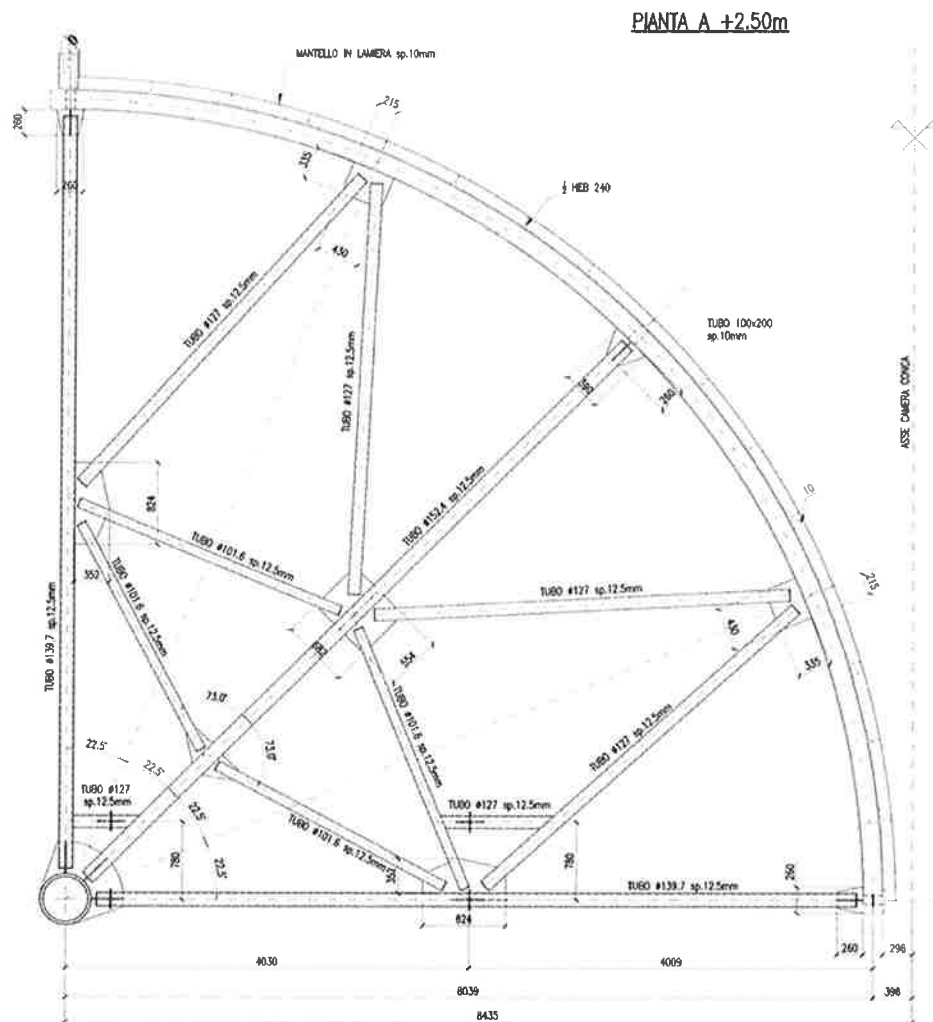 PIANTA A +2.50m
MANTELLO IN LAMIERA sp.10mm
215
260
335
260
½ HEB 240
430
TUBO ø127 sp.12.5mm
TUBO ø127 sp.12.5mm
TUBO 100x200
sp.10mm
ASSE CAMERA CONCA
260
TUBO ø152.4 sp.12.5mm
824
10
TUBO ø101.6 sp.12.5mm
352
TUBO ø101.6 sp.12.5mm
TUBO ø127 sp.12.5mm
215
430
TUBO ø139.7 sp.12.5mm
682
554
335
73.0°
73.0°
TUBO ø101.6 sp.12.5mm
TUBO ø127 sp.12.5mm
22.5°
22.5°
22.5°
22.5°
TUBO ø127
sp.12.5mm
TUBO ø127 sp.12.5mm
780
TUBO ø101.6 sp.12.5mm
352
780
260
TUBO ø139.7 sp.12.5mm
824
260
296
4030
4009
8039
396
8435